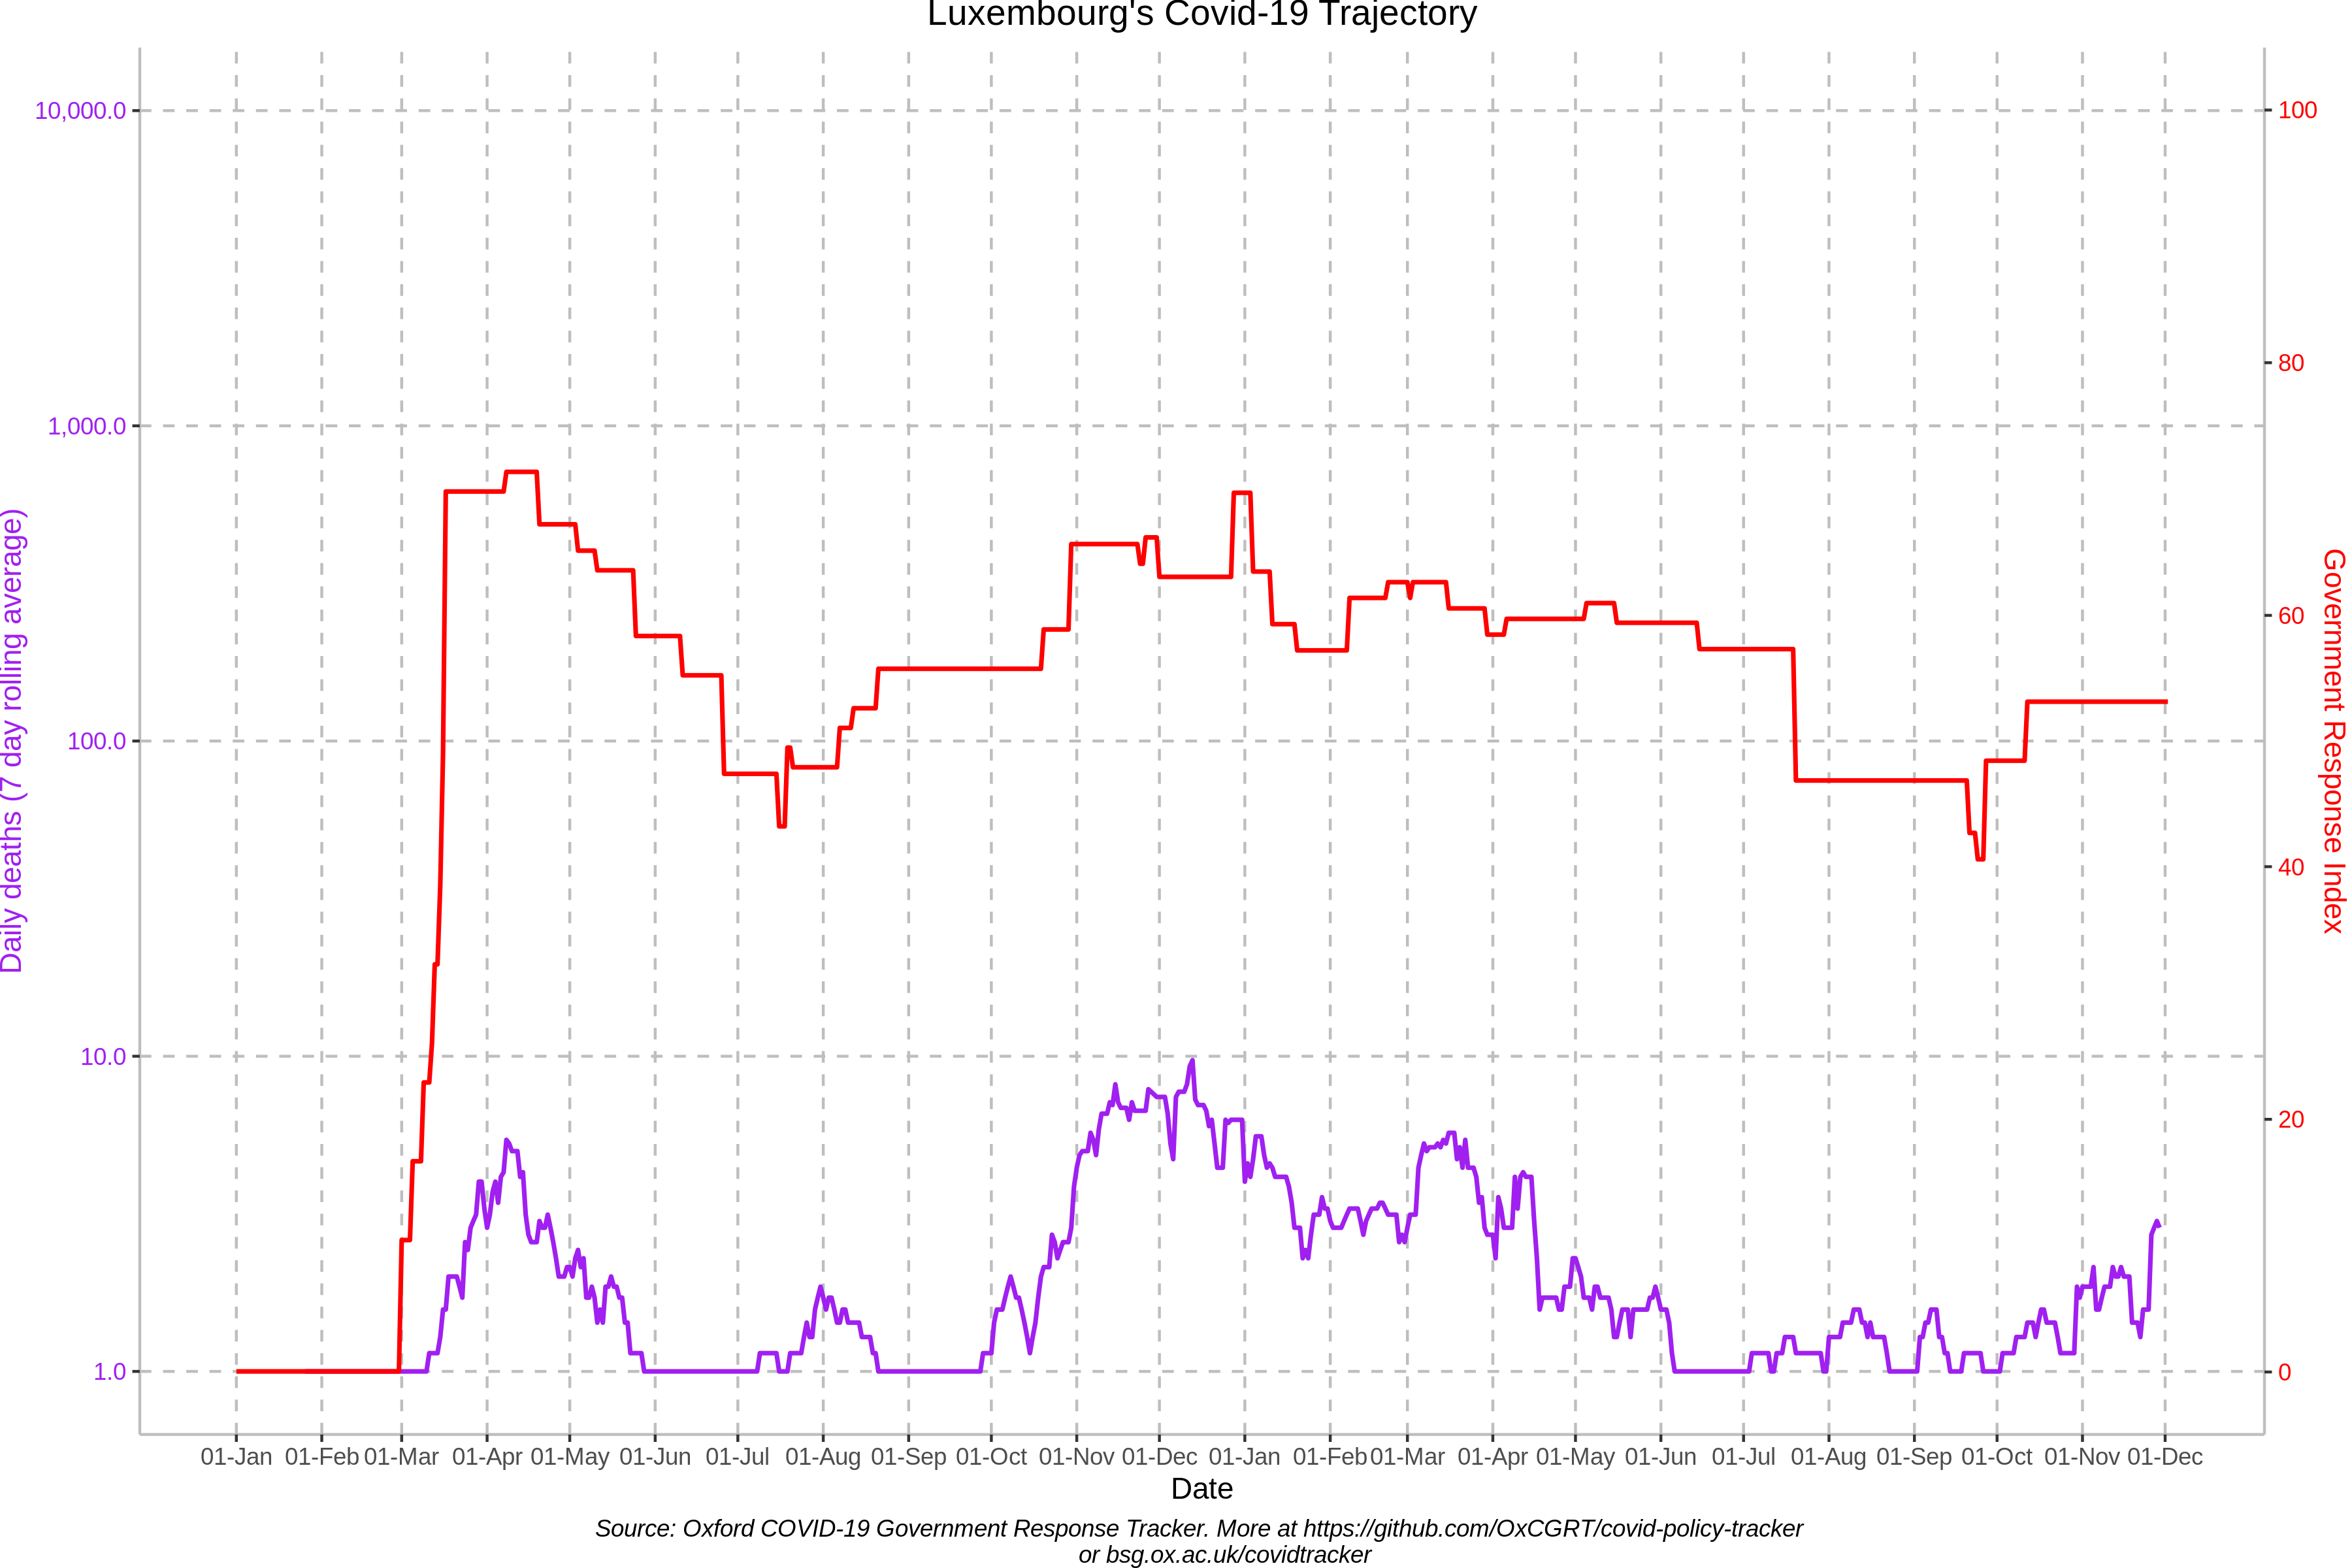 Luxembourg's Covid-19 Trajectory
10,000.0
1,000.0
100.0
10.0
1.0
Daily deaths (7 day rolling average)
100
80
60
40
20
0
Government Response Index
01-Jan 01-Feb 01-Mar 01-Apr 01-May 01-Jun 01-Jul 01-Aug 01-Sep 01-Oct 01-Nov 01-Dec 01-Jan 01-Feb 01-Mar 01-Apr 01-May 01-Jun 01-Jul 01-Aug 01-Sep 01-Oct 01-Nov 01-Dec
Date
Source: Oxford COVID-19 Government Response Tracker. More at https://github.com/OxCGRT/covid-policy-tracker
or bsg.ox.ac.uk/covidtracker